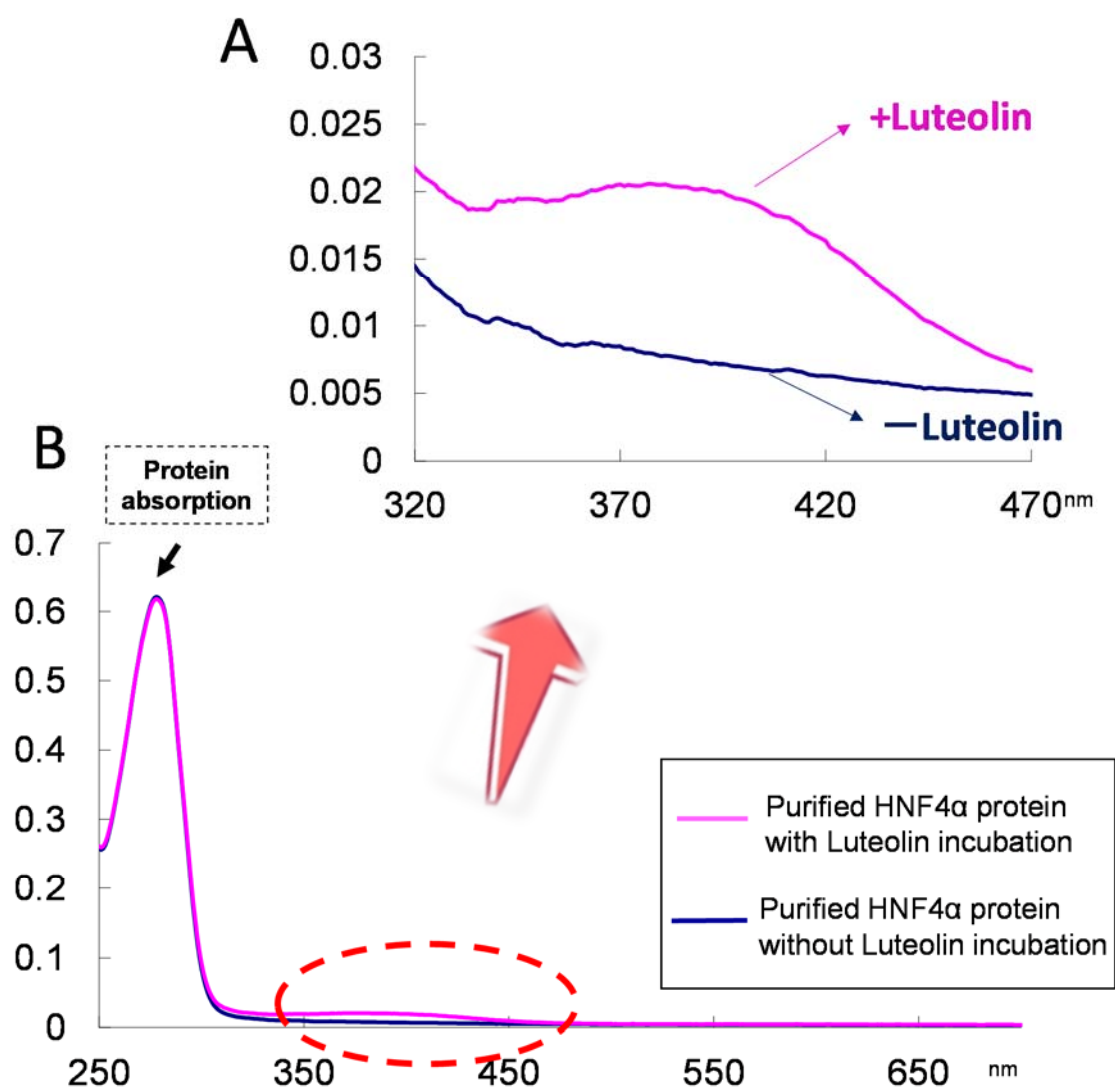 A
0.03
0.025
0.02
0.015
0.01
0.005
0
+Luteolin
—Luteolin
320 370 420 470nm
B
Protein
absorption
0.7
0.6
0.5
0.4
0.3
0.2
0.1
0
Purified HNF4α protein
with Luteolin incubation
Purified HNF4α protein
without Luteolin incubation
250 350 450 550 650 nm